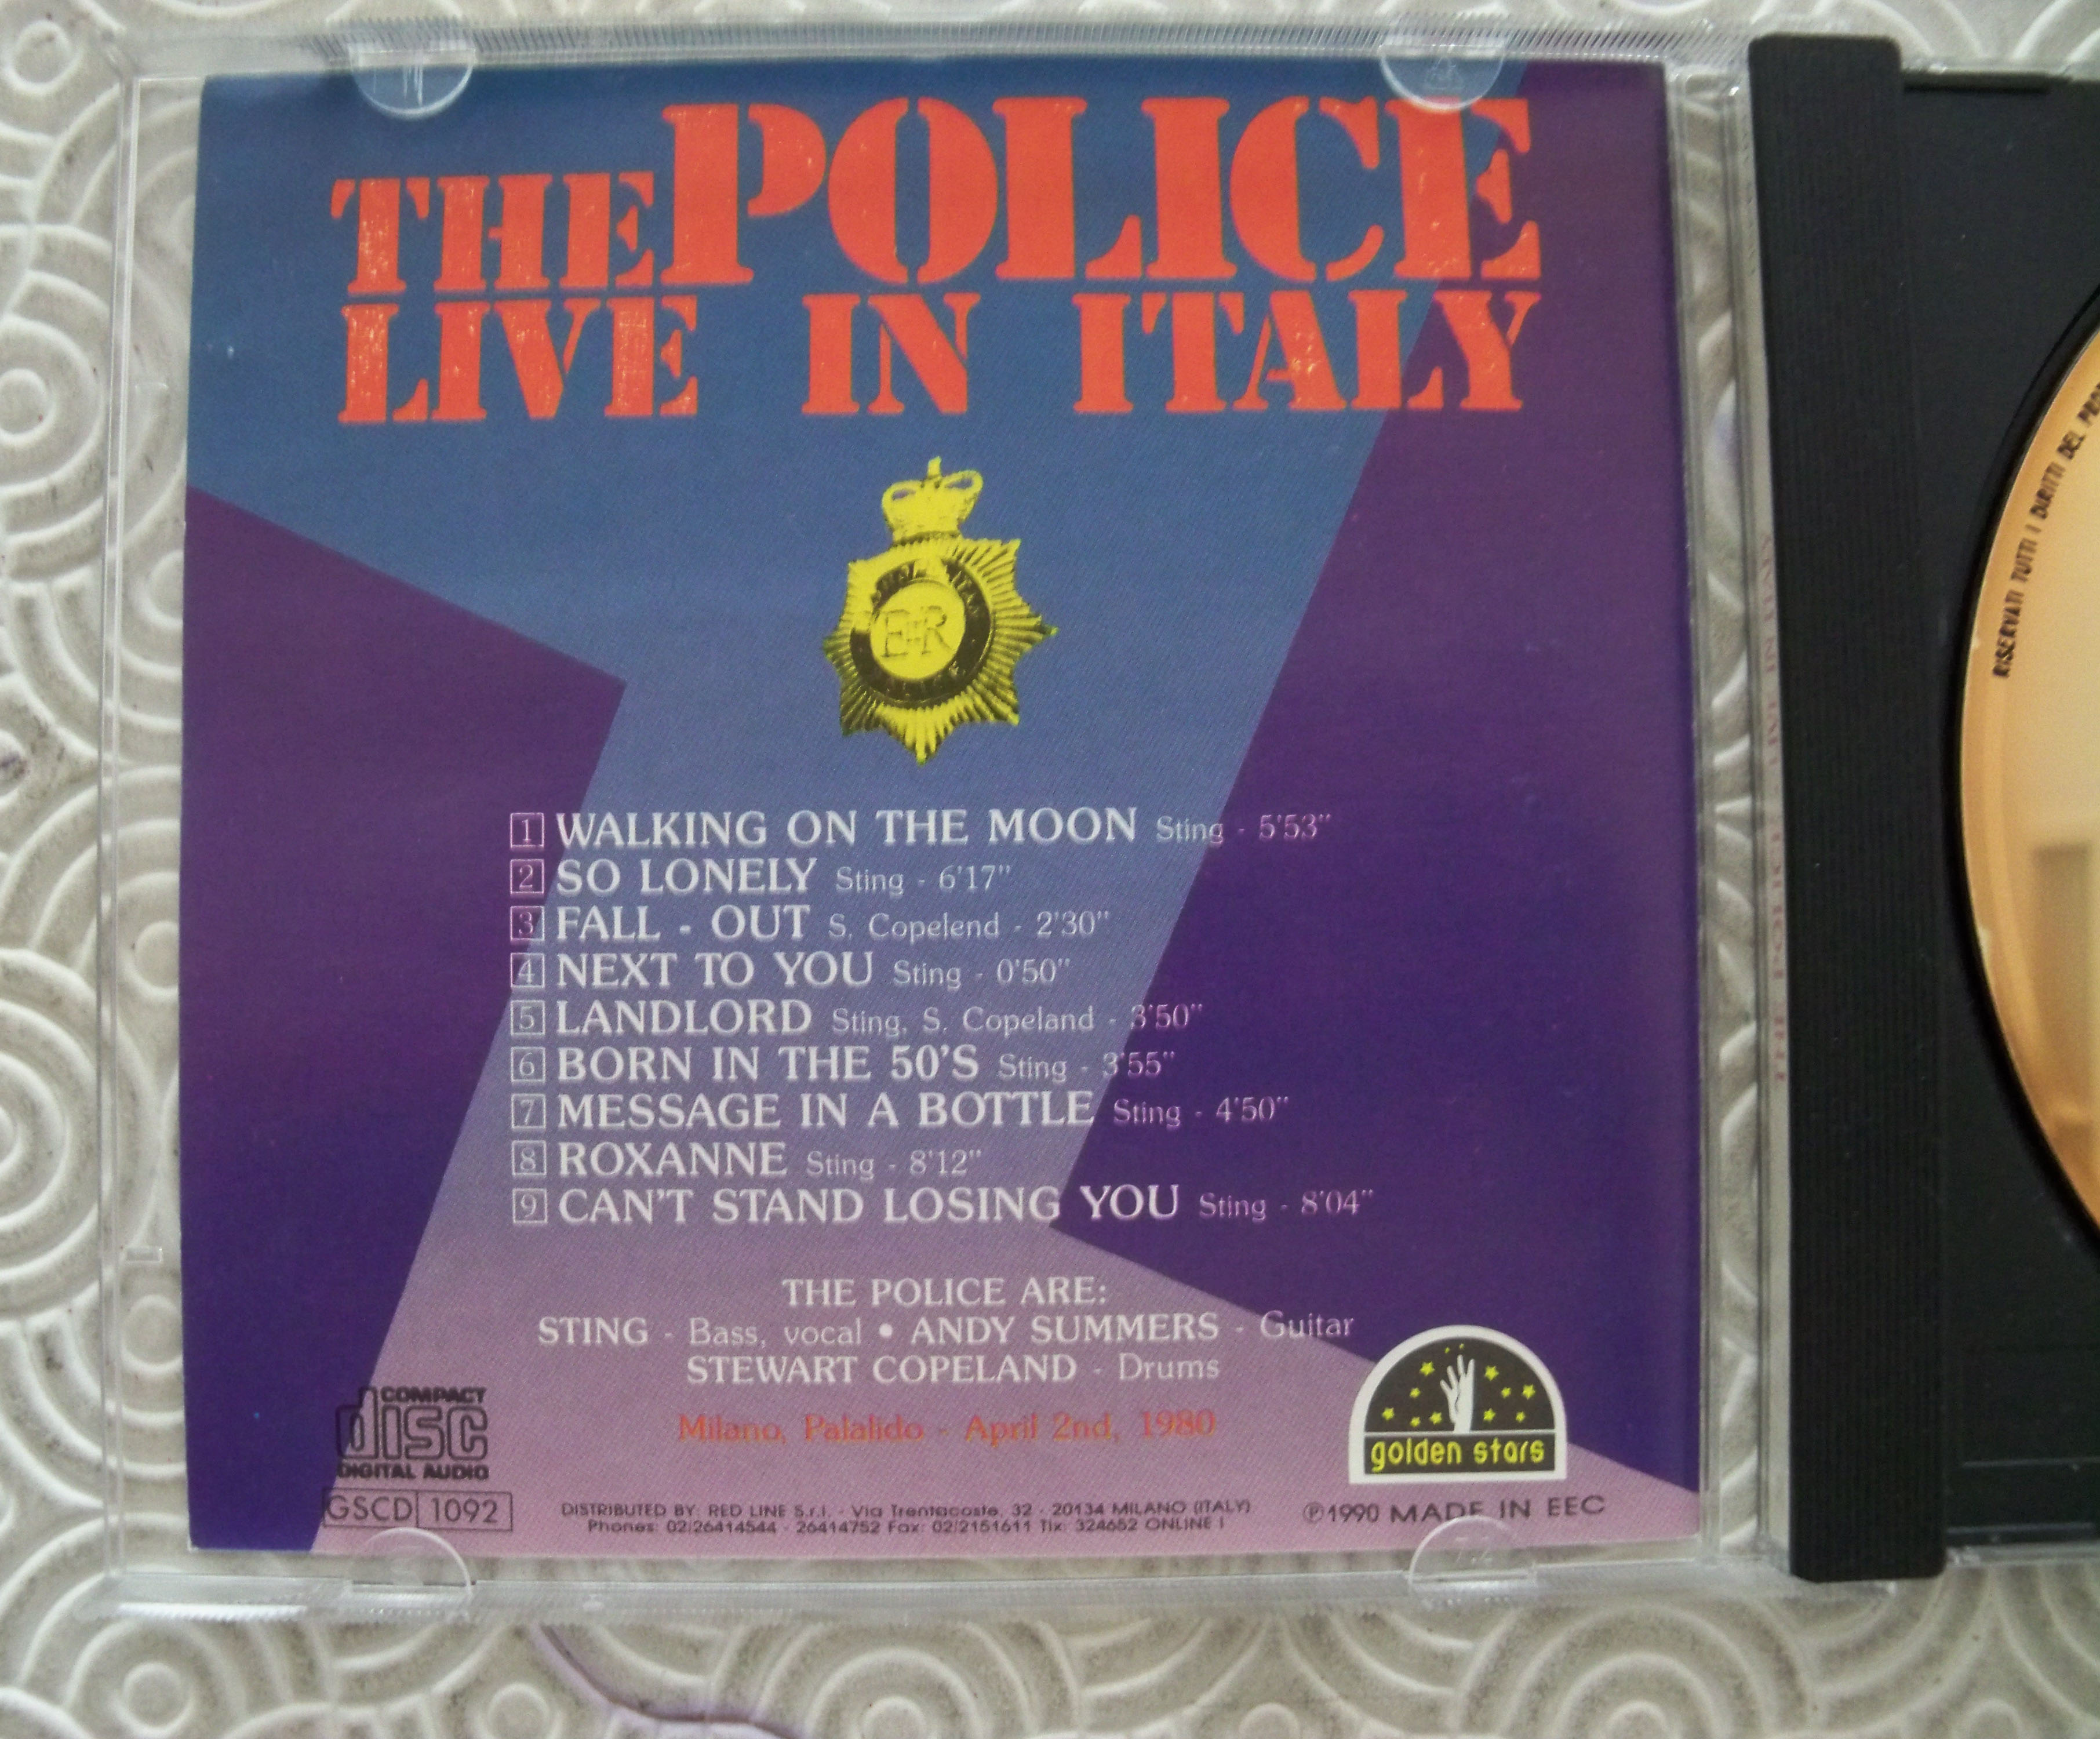 THE POLICE
LIVE IN ITALY
E II R
1 WALKING ON THE MOON Sting - 5'53"
2 SO LONELY Sting - 6'17"
3 FALL - OUT S. Copelend - 2'30"
4 NEXT TO YOU Sting - 0'50"
5 LANDLORD Sting, S. Copeland - 3'50"
6 BORN IN THE 50'S Sting - 3'55"
7 MESSAGE IN A BOTTLE Sting - 4'50"
8 ROXANNE Sting - 8'12"
9 CAN'T STAND LOSING YOU Sting - 8'04"
THE POLICE ARE:
STING - Bass, vocal • ANDY SUMMERS - Guitar
STEWART COPELAND - Drums
Milano, Palalido - April 2nd, 1980
COMPACT
disc
DIGITAL AUDIO
GSCD 1092
DISTRIBUTED BY: RED LINE S.r.l. - Via Trentacoste, 32 - 20134 MILANO (ITALY)
Phones: 02/26414544 - 26414752 Fax: 02/2151611 Tlx: 324652 ONLINE I
golden stars
℗1990 MADE IN EEC
RISERVATI TUTTI I DIRITTI DEL